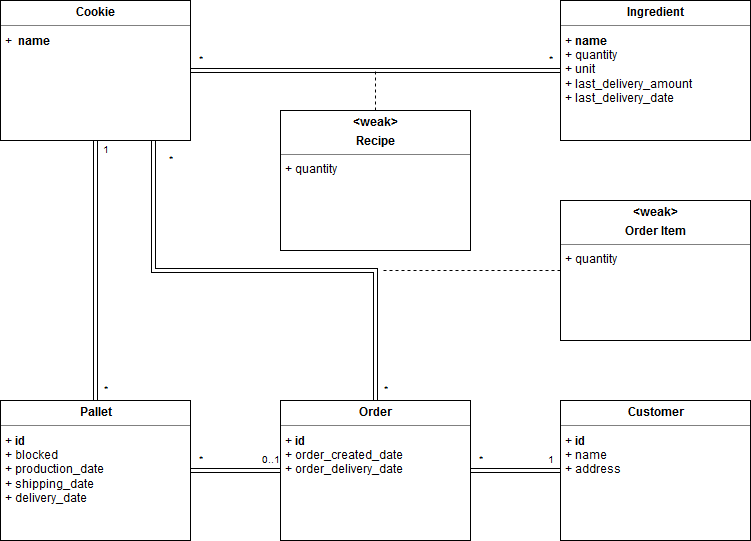 Cookie
+ name
Ingredient
+ name
+ quantity
+ unit
+ last_delivery_amount
+ last_delivery_date
*
*
<weak>
Recipe
+ quantity
1
*
<weak>
Order Item
+ quantity
*
*
Pallet
+ id
+ blocked
+ production_date
+ shipping_date
+ delivery_date
*
0..1
Order
+ id
+ order_created_date
+ order_delivery_date
*
1
Customer
+ id
+ name
+ address